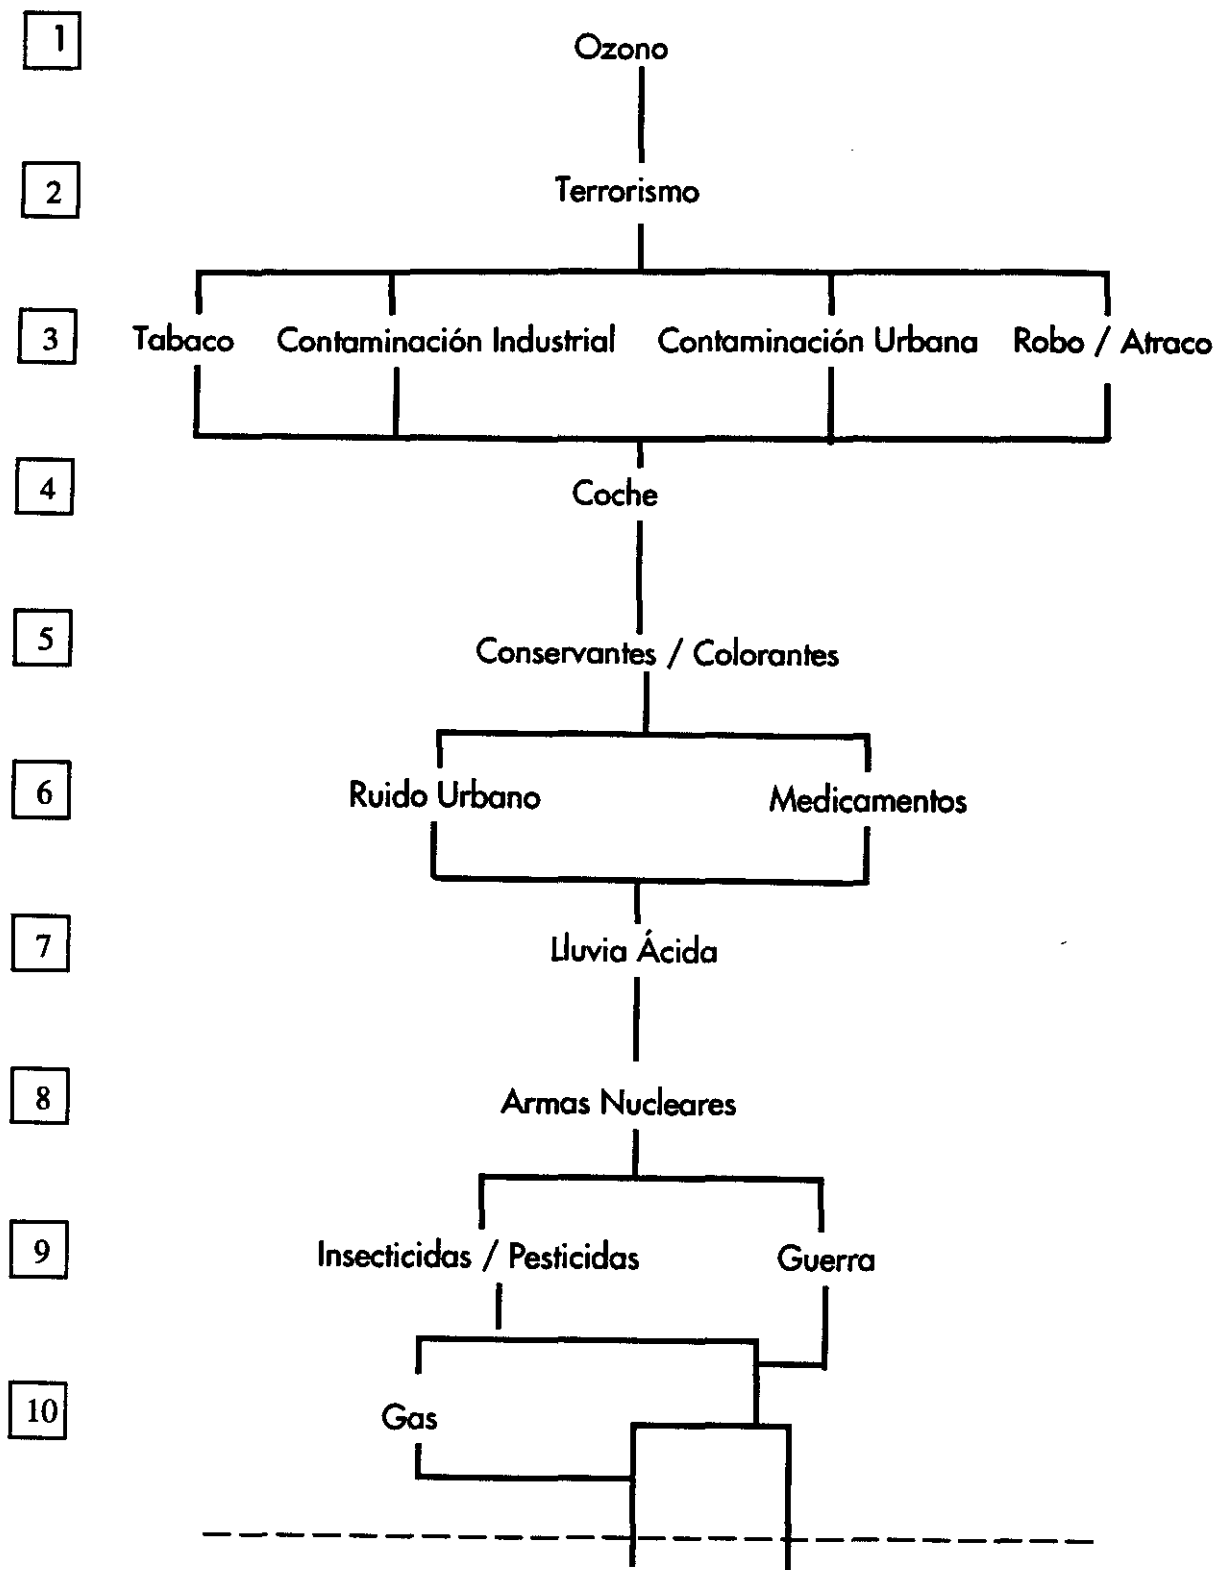 1
Ozono
2
Terrorismo
3
Tabaco Contaminación Industrial Contaminación Urbana Robo / Atraco
4
Coche
5
Conservantes / Colorantes
6
Ruido Urbano Medicamentos
7
Lluvia Ácida
8
Armas Nucleares
9
Insecticidas / Pesticidas Guerra
10
Gas